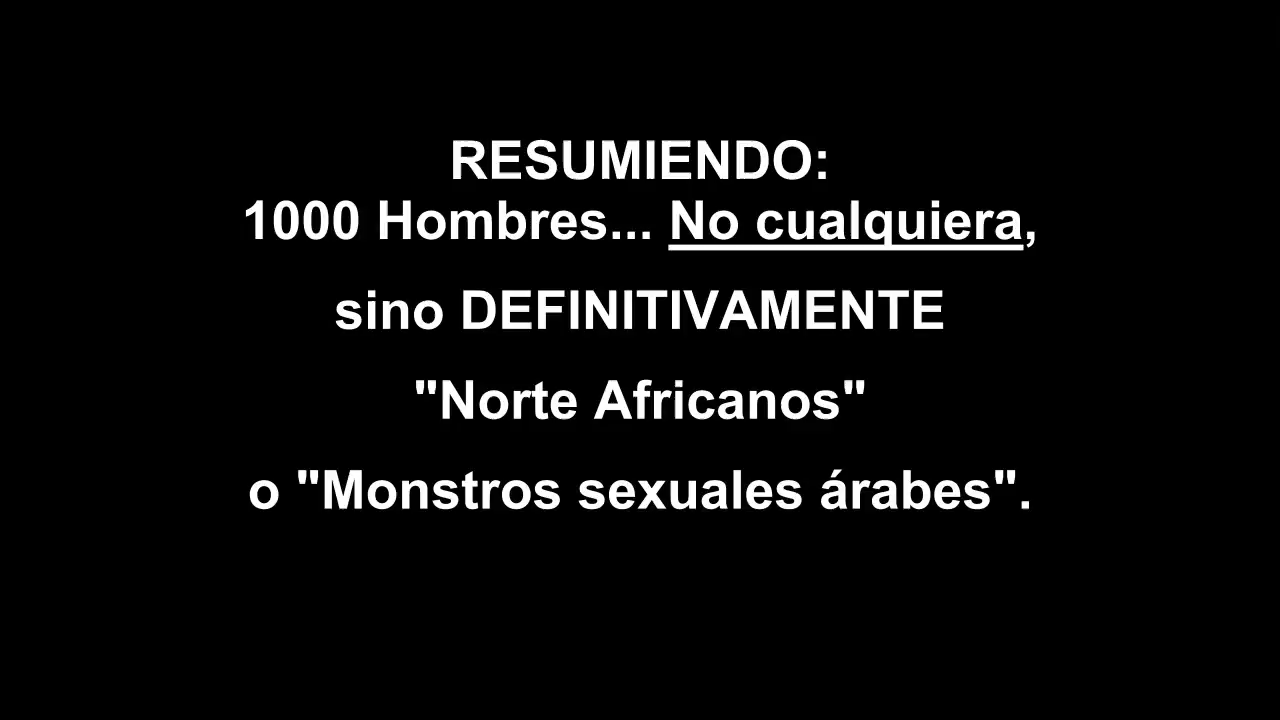 RESUMIENDO:
1000 Hombres... No cualquiera,
sino DEFINITIVAMENTE
"Norte Africanos"
o "Monstros sexuales árabes".